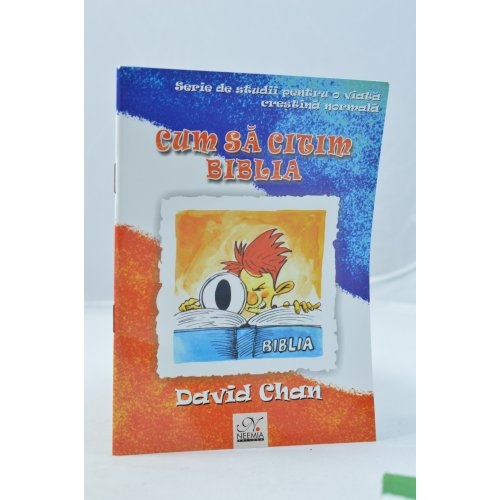 Serie de studii pentru o viață
creștină normală
CUM SĂ CITIM
BIBLIA
BIBLIA
David Chan
N
NEEMIA